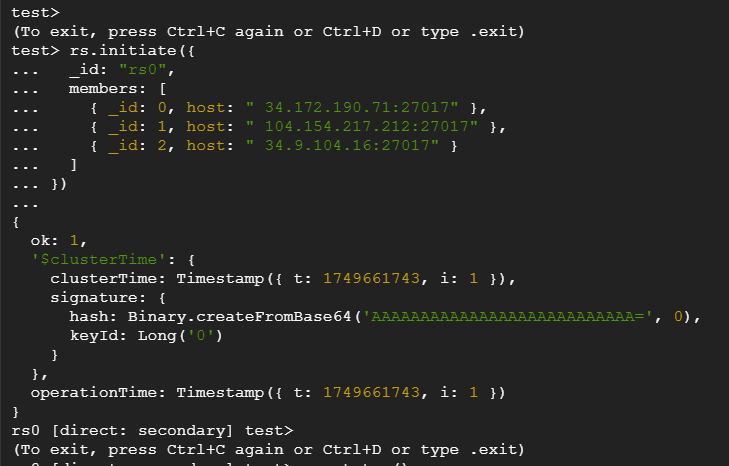 test>
(To exit, press Ctrl+C again or Ctrl+D or type .exit)
test> rs.initiate({
...   _id: "rs0",
...   members: [
...     { _id: 0, host: " 34.172.190.71:27017" },
...     { _id: 1, host: " 104.154.217.212:27017" },
...     { _id: 2, host: " 34.9.104.16:27017" }
...   ]
... })
...
{
  ok: 1,
  '$clusterTime': {
    clusterTime: Timestamp({ t: 1749661743, i: 1 }),
    signature: {
      hash: Binary.createFromBase64('AAAAAAAAAAAAAAAAAAAAAAAAAAA=', 0),
      keyId: Long('0')
    }
  },
  operationTime: Timestamp({ t: 1749661743, i: 1 })
}
rs0 [direct: secondary] test>
(To exit, press Ctrl+C again or Ctrl+D or type .exit)